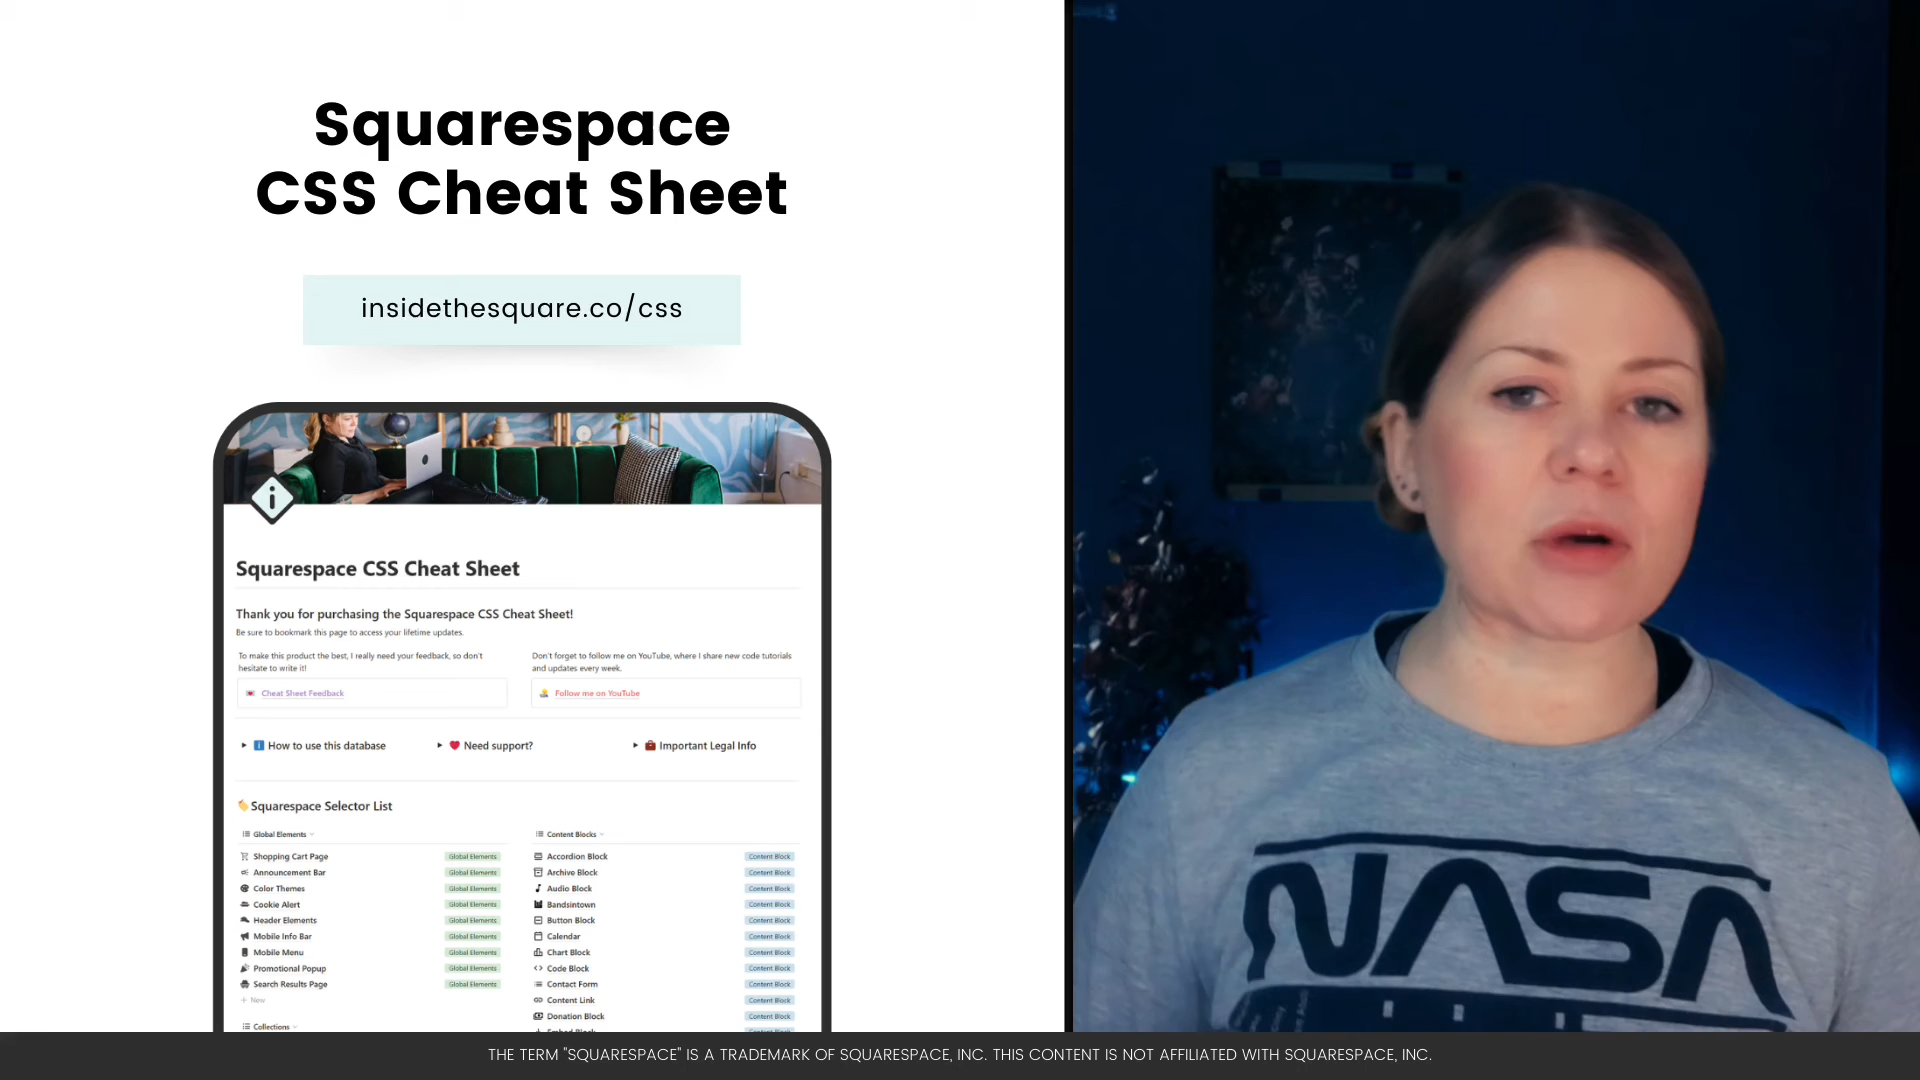 Squarespace
CSS Cheat Sheet
insidethesquare.co/css
Squarespace CSS Cheat Sheet
Thank you for purchasing the Squarespace CSS Cheat Sheet!
Be sure to bookmark this page to access your lifetime updates.
To make this product the best, I really need your feedback, so don't
hesitate to write it!
Cheat Sheet Feedback
Don't forget to follow me on YouTube, where I share new code tutorials
and updates every week.
Follow me on YouTube
How to use this database
Need support?
Important Legal Info
Squarespace Selector List
Global Elements
Shopping Cart Page Global Elements
Announcement Bar Global Elements
Color Themes Global Elements
Cookie Alert Global Elements
Header Elements Global Elements
Mobile Info Bar Global Elements
Mobile Menu Global Elements
Promotional Popup Global Elements
Search Results Page Global Elements
+ New
Collections
Content Blocks
Accordion Block Content Block
Archive Block Content Block
Audio Block Content Block
Bandsintown Content Block
Button Block Content Block
Calendar Content Block
Chart Block Content Block
Code Block Content Block
Contact Form Content Block
Content Link Content Block
Donation Block Content Block
NASA
THE TERM "SQUARESPACE" IS A TRADEMARK OF SQUARESPACE, INC. THIS CONTENT IS NOT AFFILIATED WITH SQUARESPACE, INC.